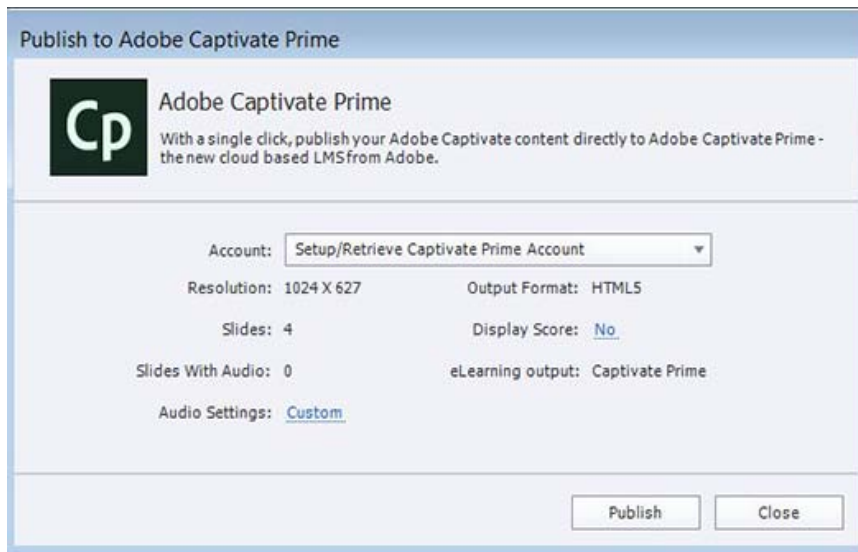 Publish to Adobe Captivate Prime
Cp
Adobe Captivate Prime
With a single click, publish your Adobe Captivate content directly to Adobe Captivate Prime -
the new cloud based LMS from Adobe.
Account: Setup/Retrieve Captivate Prime Account
Resolution: 1024 X 627 Output Format: HTML5
Slides: 4 Display Score: No
Slides With Audio: 0 eLearning output: Captivate Prime
Audio Settings: Custom
Publish Close